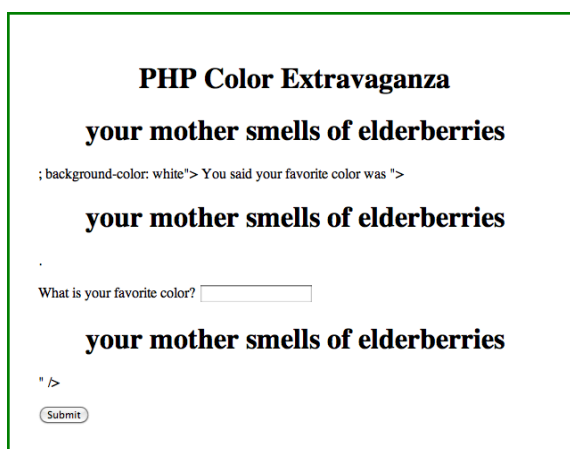 PHP Color Extravaganza
your mother smells of elderberries
; background-color: white"> You said your favorite color was ">
your mother smells of elderberries
.
What is your favorite color?
your mother smells of elderberries
" />
Submit